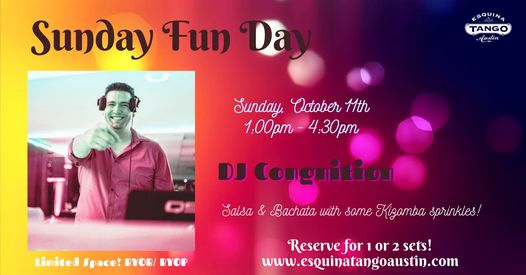 Sunday Fun Day
ESQUINA
TANGO
Austin
Sunday, October 11th
1:00pm - 4:30pm
DJ Congnition
Salsa & Bachata with some Kizomba sprinkles!
Limited Space! BYOB/ BYOP
Reserve for 1 or 2 sets!
www.esquinatangoaustin.com